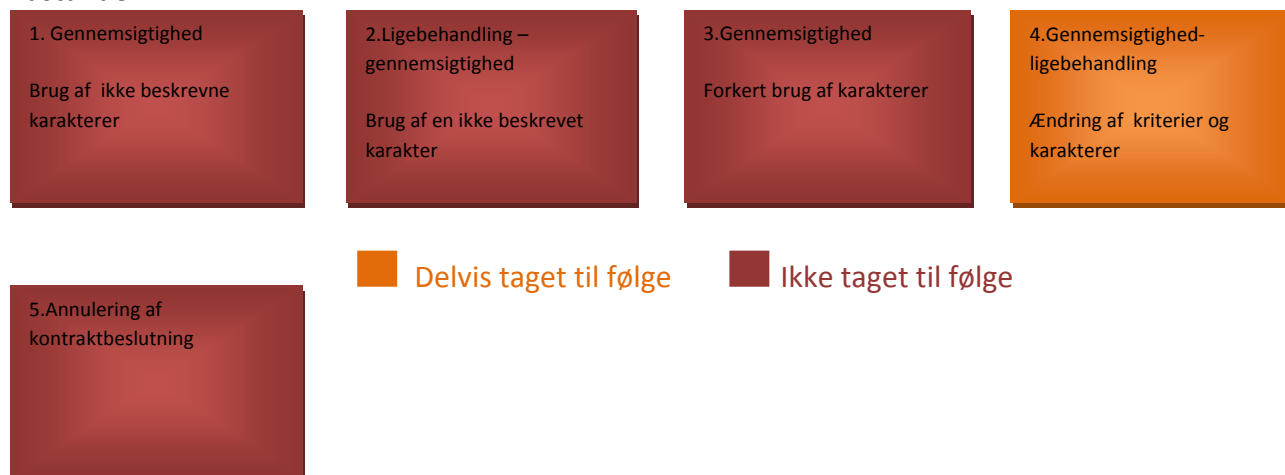 1. Gennemsigtighed
Brug af ikke beskrevne
karakterer
2.Ligebehandling –
gennemsigtighed
Brug af en ikke beskrevet
karakter
3.Gennemsigtighed
Forkert brug af karakterer
4.Gennemsigtighed-
ligebehandling
Ændring af kriterier og
karakterer
Delvis taget til følge
Ikke taget til følge
5.Annulering af
kontraktbeslutning